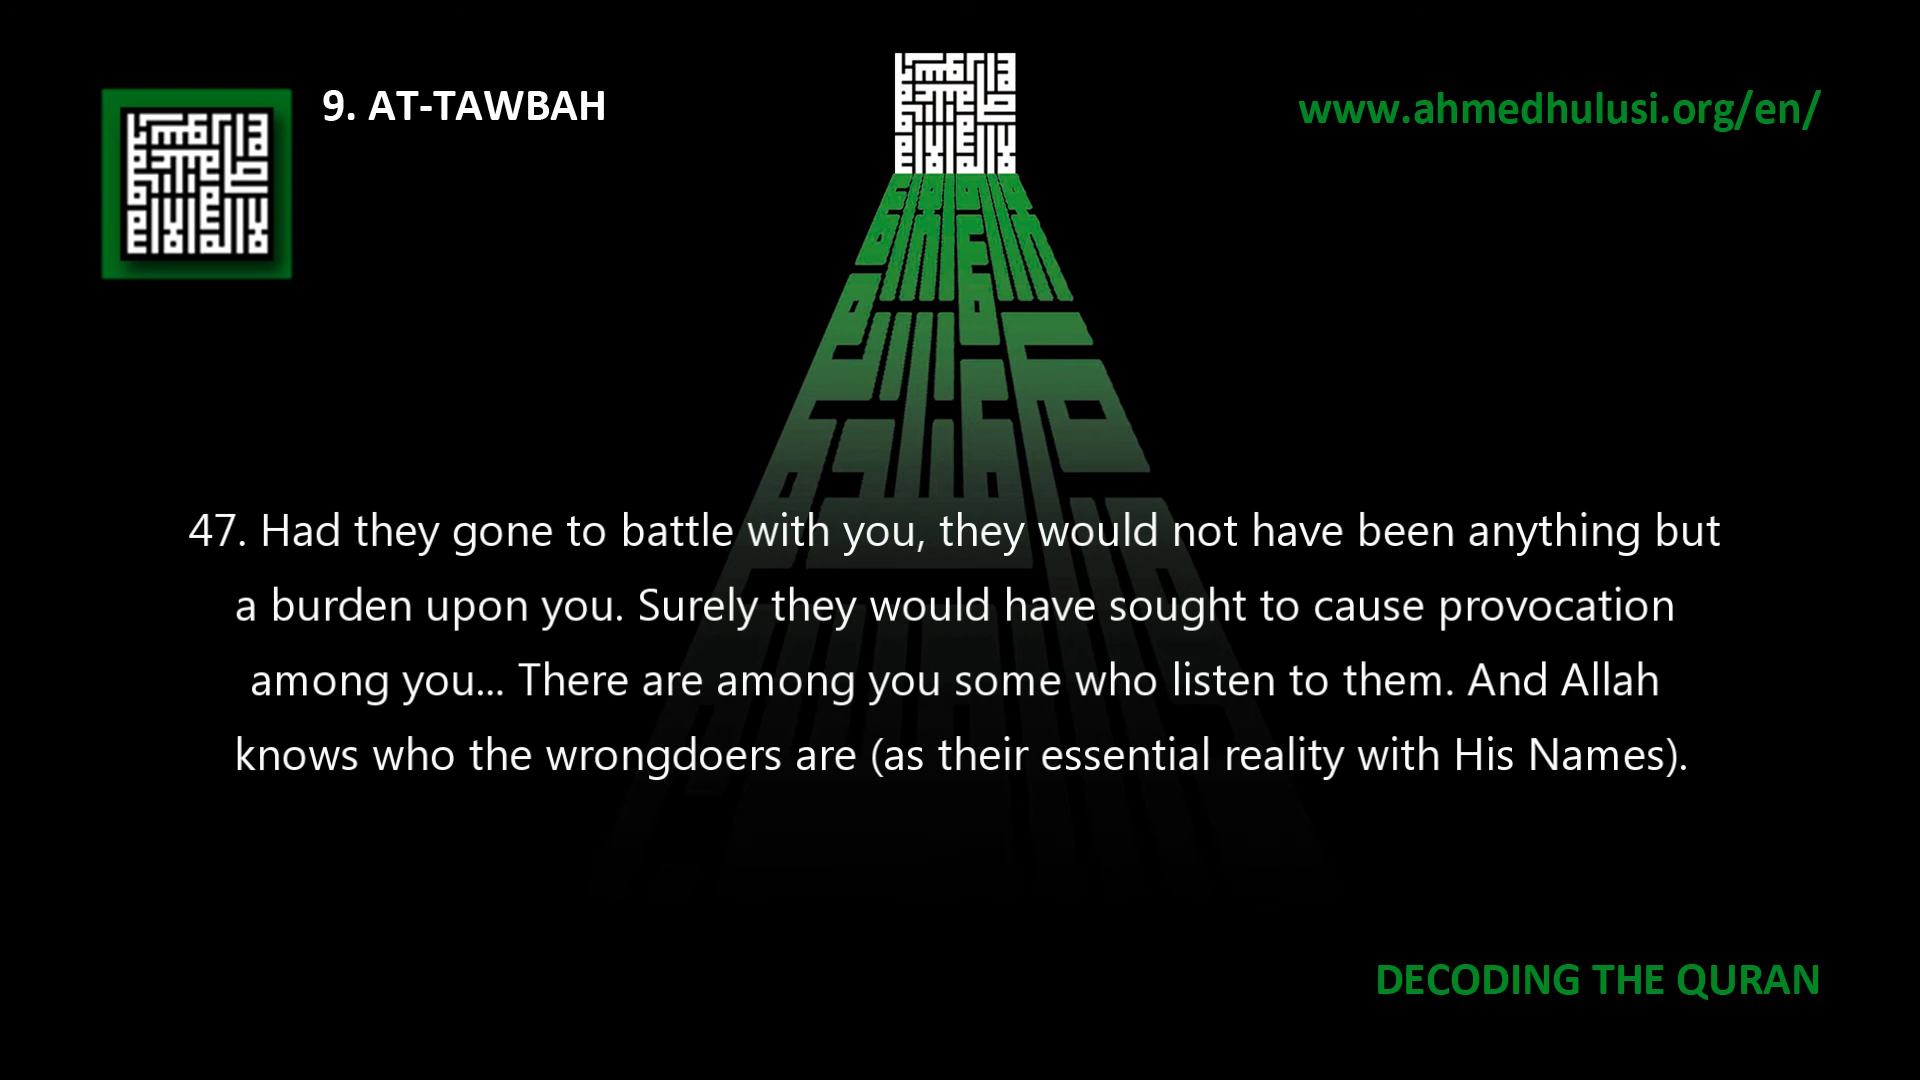 9. AT-TAWBAH
www.ahmedhulusi.org/en/
47. Had they gone to battle with you, they would not have been anything but
a burden upon you. Surely they would have sought to cause provocation
among you... There are among you some who listen to them. And Allah
knows who the wrongdoers are (as their essential reality with His Names).
DECODING THE QURAN